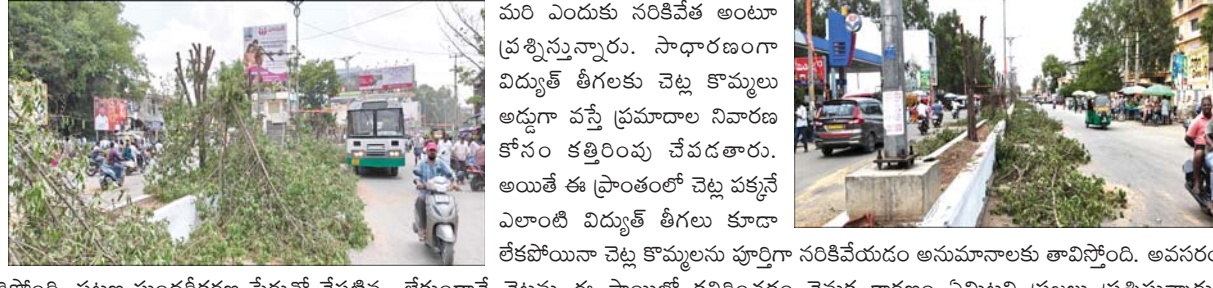 మరి ఎందుకు నరికివేత అంటూ
ప్రశ్నిస్తున్నారు. సాధారణంగా
విద్యుత్ తీగలకు చెట్ల కొమ్మలు
అడ్డుగా వస్తే ప్రమాదాల నివారణ
కోసం కత్తిరింపు చేపడతారు.
అయితే ఈ ప్రాంతంలో చెట్ల పక్కనే
ఎలాంటి విద్యుత్ తీగలు కూడా
లేకపోయినా చెట్ల కొమ్మలను పూర్తిగా నరికివేయడం అనుమానాలకు తావిస్తోంది. అవసరం